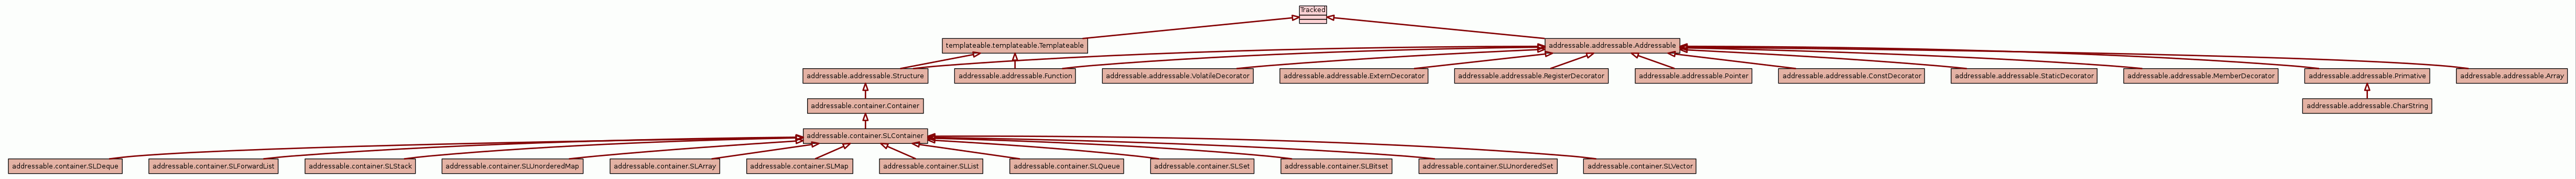 Tracked
templateable.templateable.Templateable
addressable.addressable.Addressable
addressable.addressable.Structure
addressable.addressable.Function
addressable.addressable.VolatileDecorator
addressable.addressable.ExternDecorator
addressable.addressable.RegisterDecorator
addressable.addressable.Pointer
addressable.addressable.ConstDecorator
addressable.addressable.StaticDecorator
addressable.addressable.MemberDecorator
addressable.addressable.Primative
addressable.addressable.Array
addressable.container.Container
addressable.addressable.CharString
addressable.container.SLContainer
addressable.container.SLDeque
addressable.container.SLForwardList
addressable.container.SLStack
addressable.container.SLUnorderedMap
addressable.container.SLArray
addressable.container.SLMap
addressable.container.SLList
addressable.container.SLQueue
addressable.container.SLSet
addressable.container.SLBitset
addressable.container.SLUnorderedSet
addressable.container.SLVector